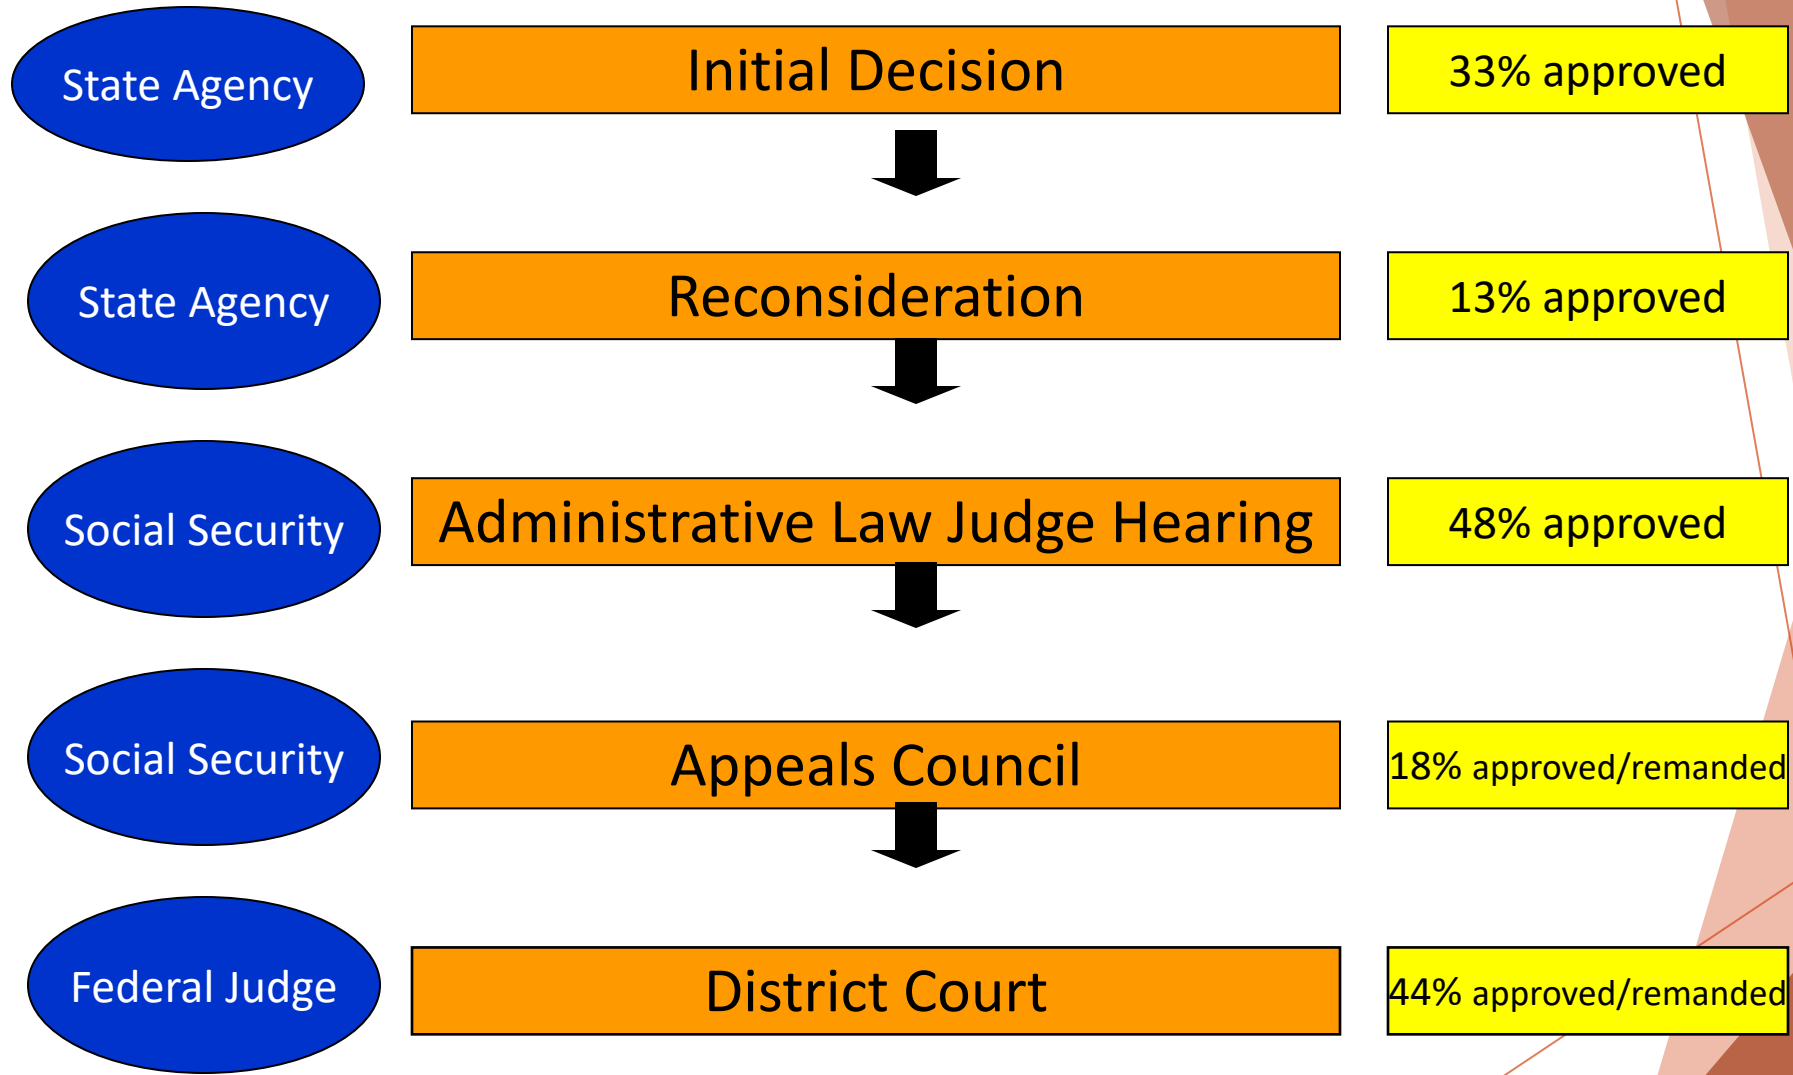 State Agency
Initial Decision
33% approved
State Agency
Reconsideration
13% approved
Social Security
Administrative Law Judge Hearing
48% approved
Social Security
Appeals Council
18% approved/remanded
Federal Judge
District Court
44% approved/remanded